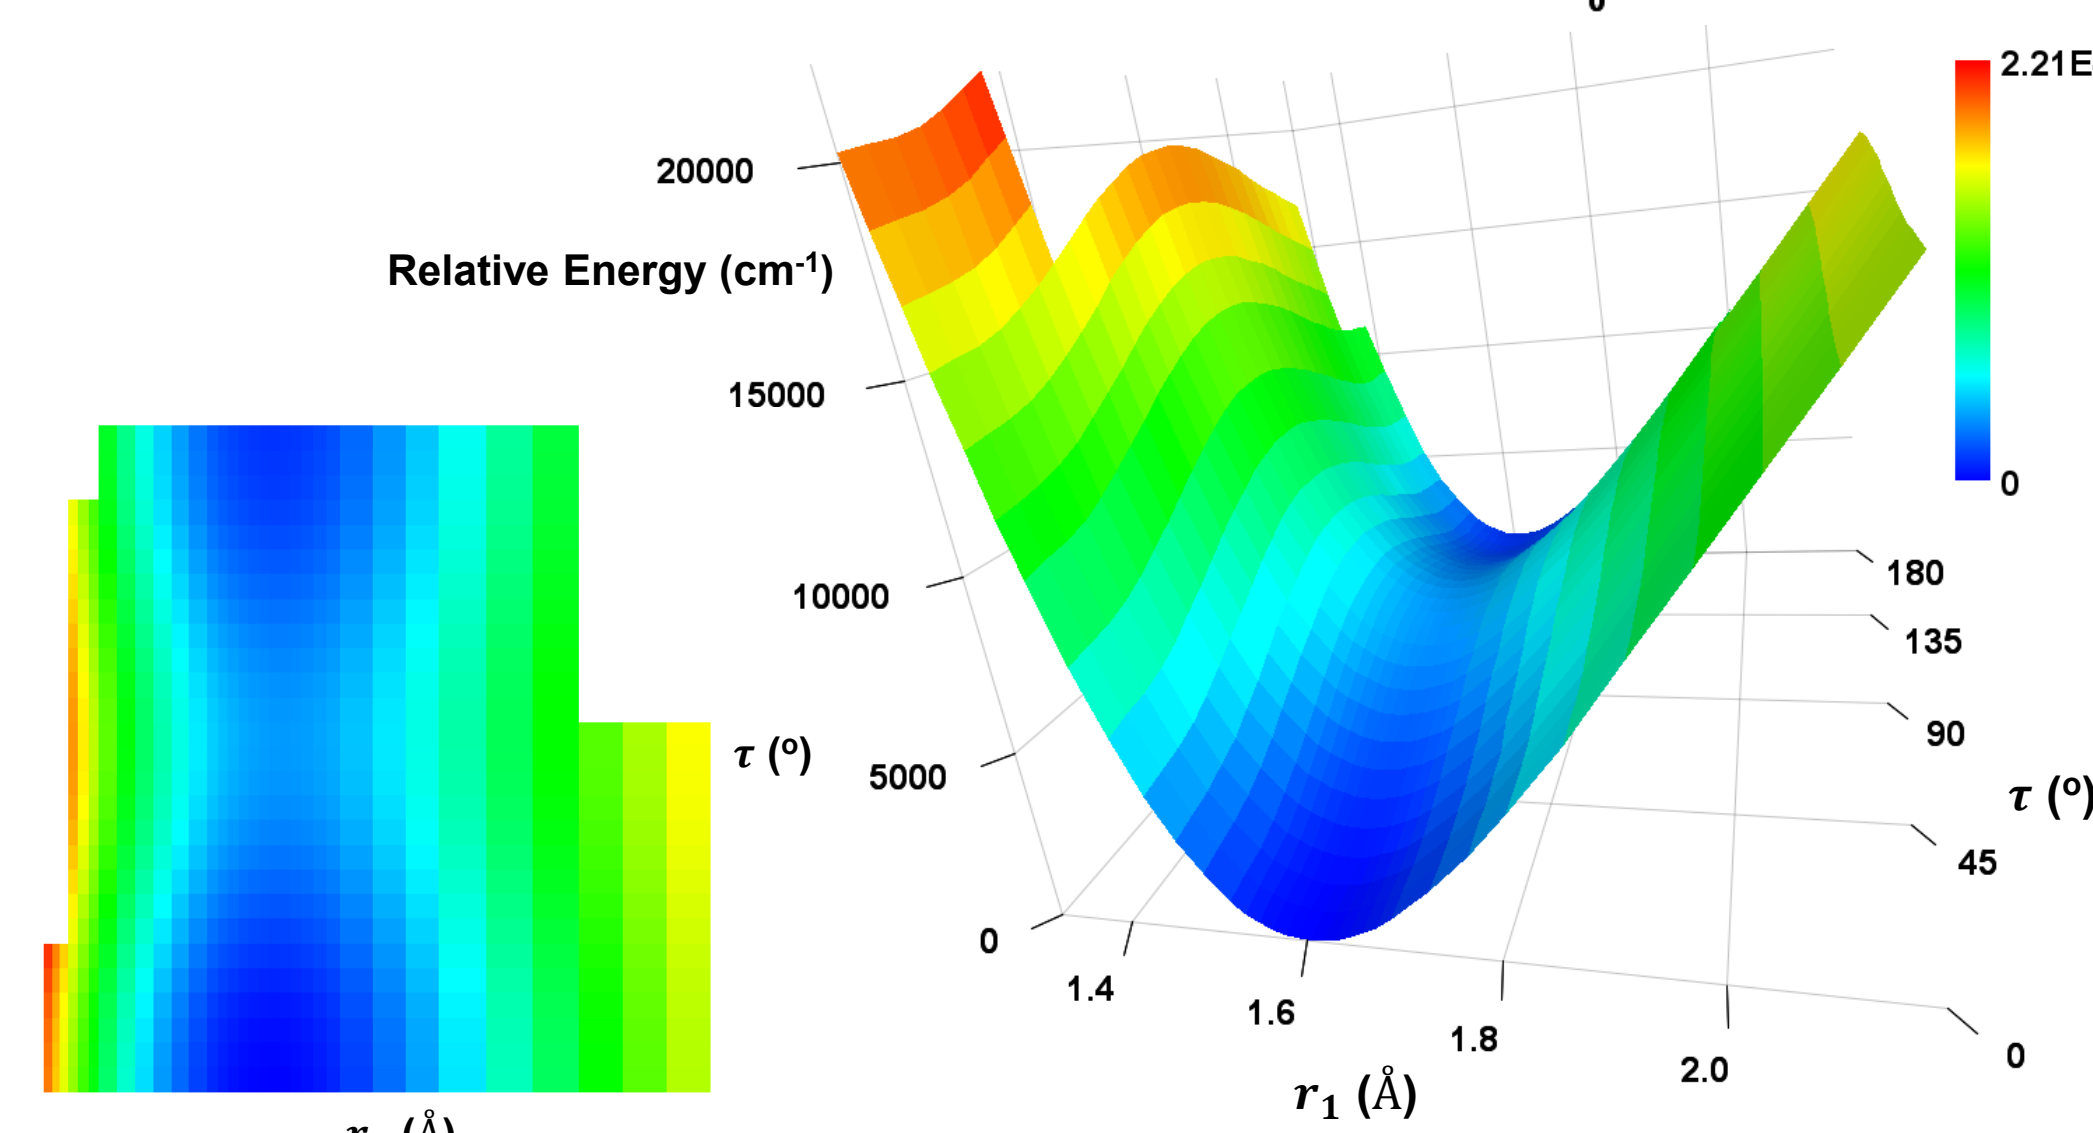 0
2.21E
20000
Relative Energy (cm-1)
15000
0
180
10000
135
90
τ (º)
5000
τ (º)
45
0
1.4
1.6
1.8
0
2.0
r1 (Å)
(Å)